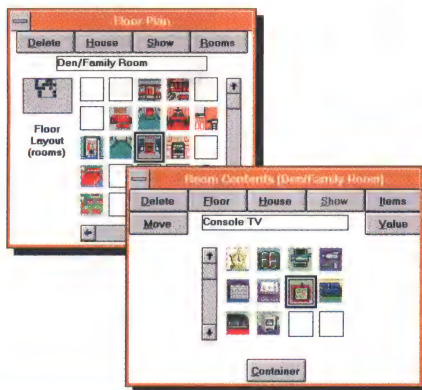 Floor Plan
Delete House Show Rooms
Den/Family Room
Floor
Layout
(rooms)
Room Contents (Den/Family Room)
Delete Floor House Show Items
Move Console TV Value
Container